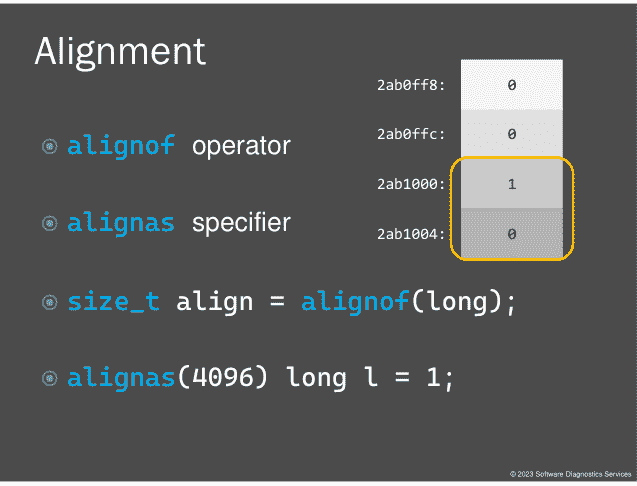 Alignment
alignof operator
alignas specifier
size_t align = alignof(long);
alignas(4096) long l = 1;
2ab0ff8: 0
2ab0ffc: 0
2ab1000: 1
2ab1004: 0
© 2023 Software Diagnostics Services